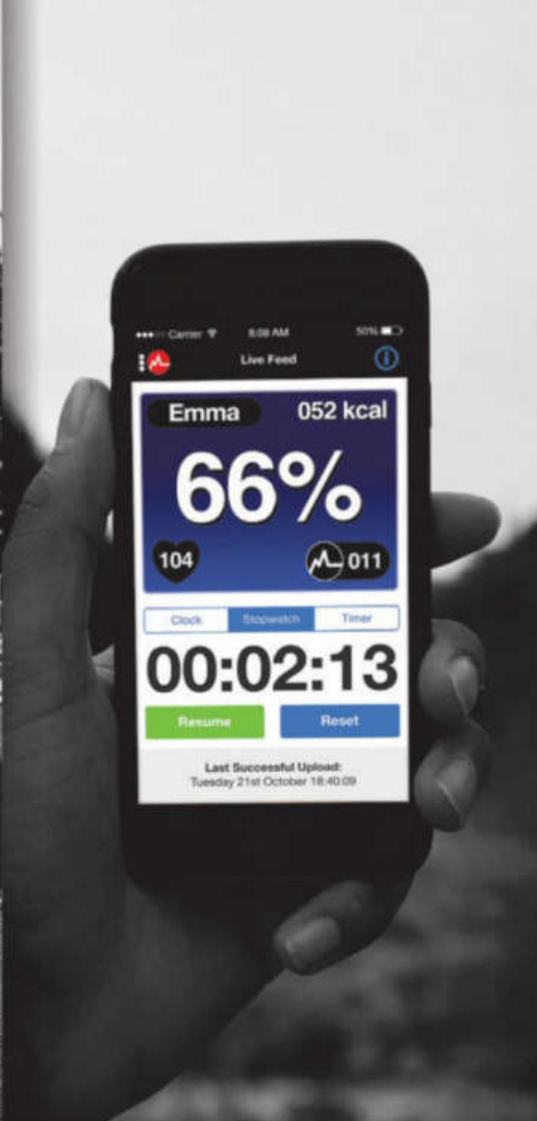 Carrier 8:08 AM 50%
Live Feed
Emma 052 kcal
66%
104 011
Clock Stopwatch Timer
00:02:13
Resume Reset
Last Successful Upload:
Tuesday 21st October 18:40:09